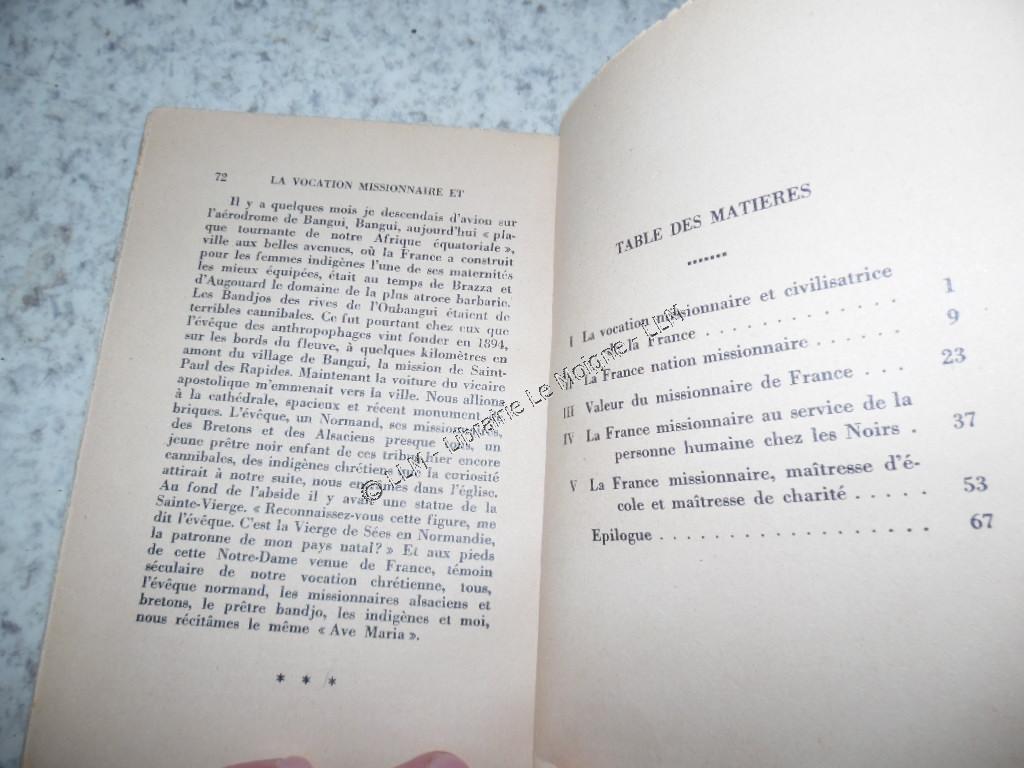 72 LA VOCATION MISSIONNAIRE ET
Il y a quelques mois je descendais d'avion sur
l'aérodrome de Bangui, Bangui, aujourd'hui « pla-
que tournante de notre Afrique équatoriale »,
ville aux belles avenues, où la France a construit
pour les femmes indigènes l'une de ses maternités
les mieux équipées, était au temps de Brazza et
d'Augouard le domaine de la plus atroce barbarie.
Les Bandjos des rives de l'Oubangui étaient de
terribles cannibales. Ce fut pourtant chez eux que
l'évêque des anthropophages vint fonder en 1894,
sur les bords du fleuve, à quelques kilomètres en
amont du village de Bangui, la mission de Saint-
Paul des Rapides. Maintenant la voiture du vicaire
apostolique m'emmenait vers la ville. Nous allions
à la cathédrale, spacieux et récent monument de
briques. L'évêque, un Normand, ses missionnaires,
des Bretons et des Alsaciens presque tous, un
jeune prêtre noir enfant de ces tribus hier encore
cannibales, des indigènes chrétiens que la curiosité
attirait à notre suite, nous entrâmes dans l'église.
Au fond de l'abside il y avait une statue de la
Sainte-Vierge. « Reconnaissez-vous cette figure, me
dit l'évêque. C'est la Vierge de Sées en Normandie,
la patronne de mon pays natal? » Et aux pieds
de cette Notre-Dame venue de France, témoin
séculaire de notre vocation chrétienne, tous,
l'évêque normand, les missionnaires alsaciens et
bretons, le prêtre bandjo, les indigènes et moi,
nous récitâmes le même « Ave Maria ».
* * *
TABLE DES MATIERES
I La vocation missionnaire et civilisatrice
de la France . . . . . . . . . . 1
La France nation missionnaire . . . . 9
III Valeur du missionnaire de France . . . 23
IV La France missionnaire au service de la
personne humaine chez les Noirs . 37
V La France missionnaire, maîtresse d'é-
cole et maîtresse de charité . . . . . 53
Epilogue . . . . . . . . . . . . . . . . 67
© LLM - Librairie Le Moigne - LLM